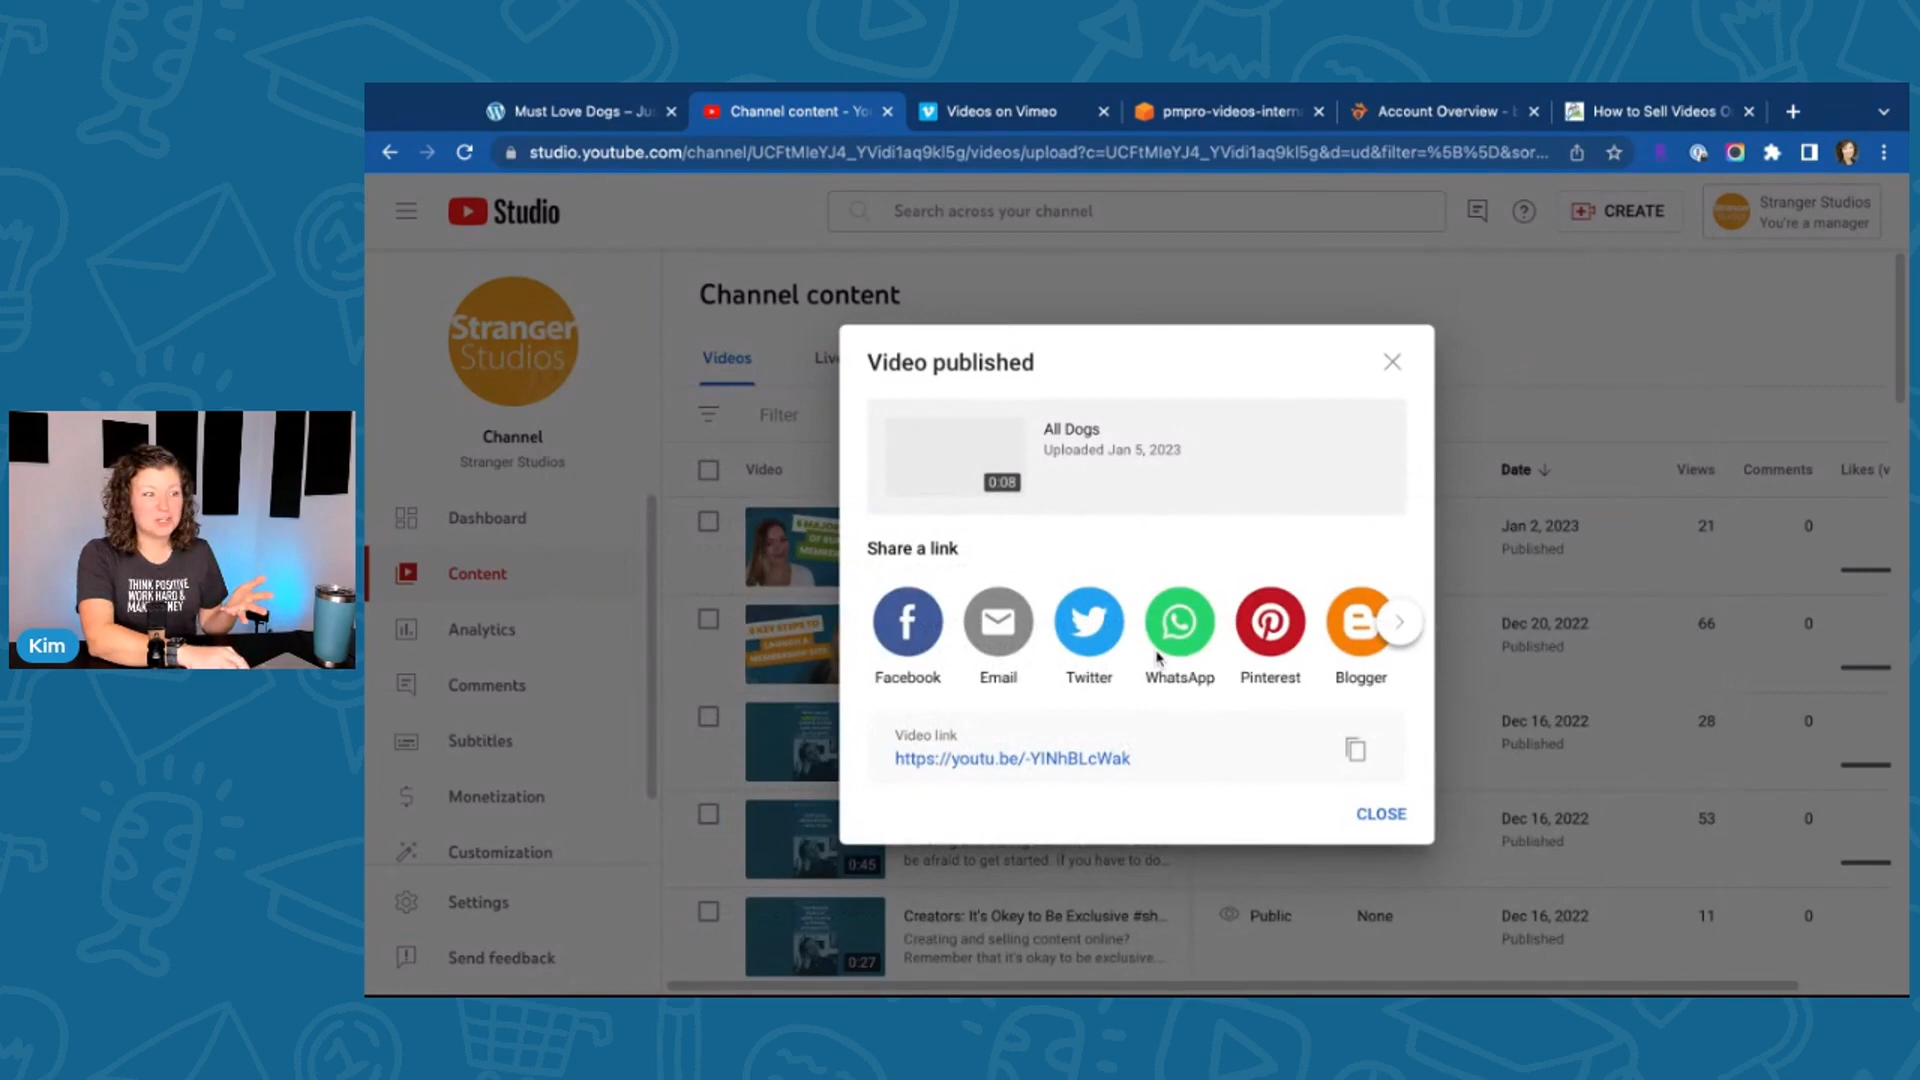 Must Love Dogs – Ju
Channel content - Yo
Videos on Vimeo
pmpro-videos-intern
Account Overview -
How to Sell Videos O
studio.youtube.com/channel/UCFtMIeYJ4_YVidi1aq9kl5g/videos/upload?c=UCFtMIeYJ4_YVidi1aq9kl5g&d=ud&filter=%5B%5D&sor...
Studio
Search across your channel
CREATE
Stranger Studios
You're a manager
Stranger
Studios
Channel
Stranger Studios
Dashboard
Content
Analytics
Comments
Subtitles
Monetization
Customization
Settings
Send feedback
Channel content
Videos
Live
Filter
Video
Date
Views
Comments
Likes (v
Jan 2, 2023
Published
21
0
Dec 20, 2022
Published
66
0
Dec 16, 2022
Published
28
0
Dec 16, 2022
Published
53
0
0:45
be afraid to get started. if you have to do...
Creators: It's Okey to Be Exclusive #sh...
Creating and selling content online?
Remember that it's okay to be exclusive...
0:27
Public
None
Dec 16, 2022
Published
11
0
Video published
All Dogs
Uploaded Jan 5, 2023
0:08
Share a link
Facebook
Email
Twitter
WhatsApp
Pinterest
Blogger
Video link
https://youtu.be/-YINhBLcWak
CLOSE
THINK POSITIVE
WORK HARD &
Kim